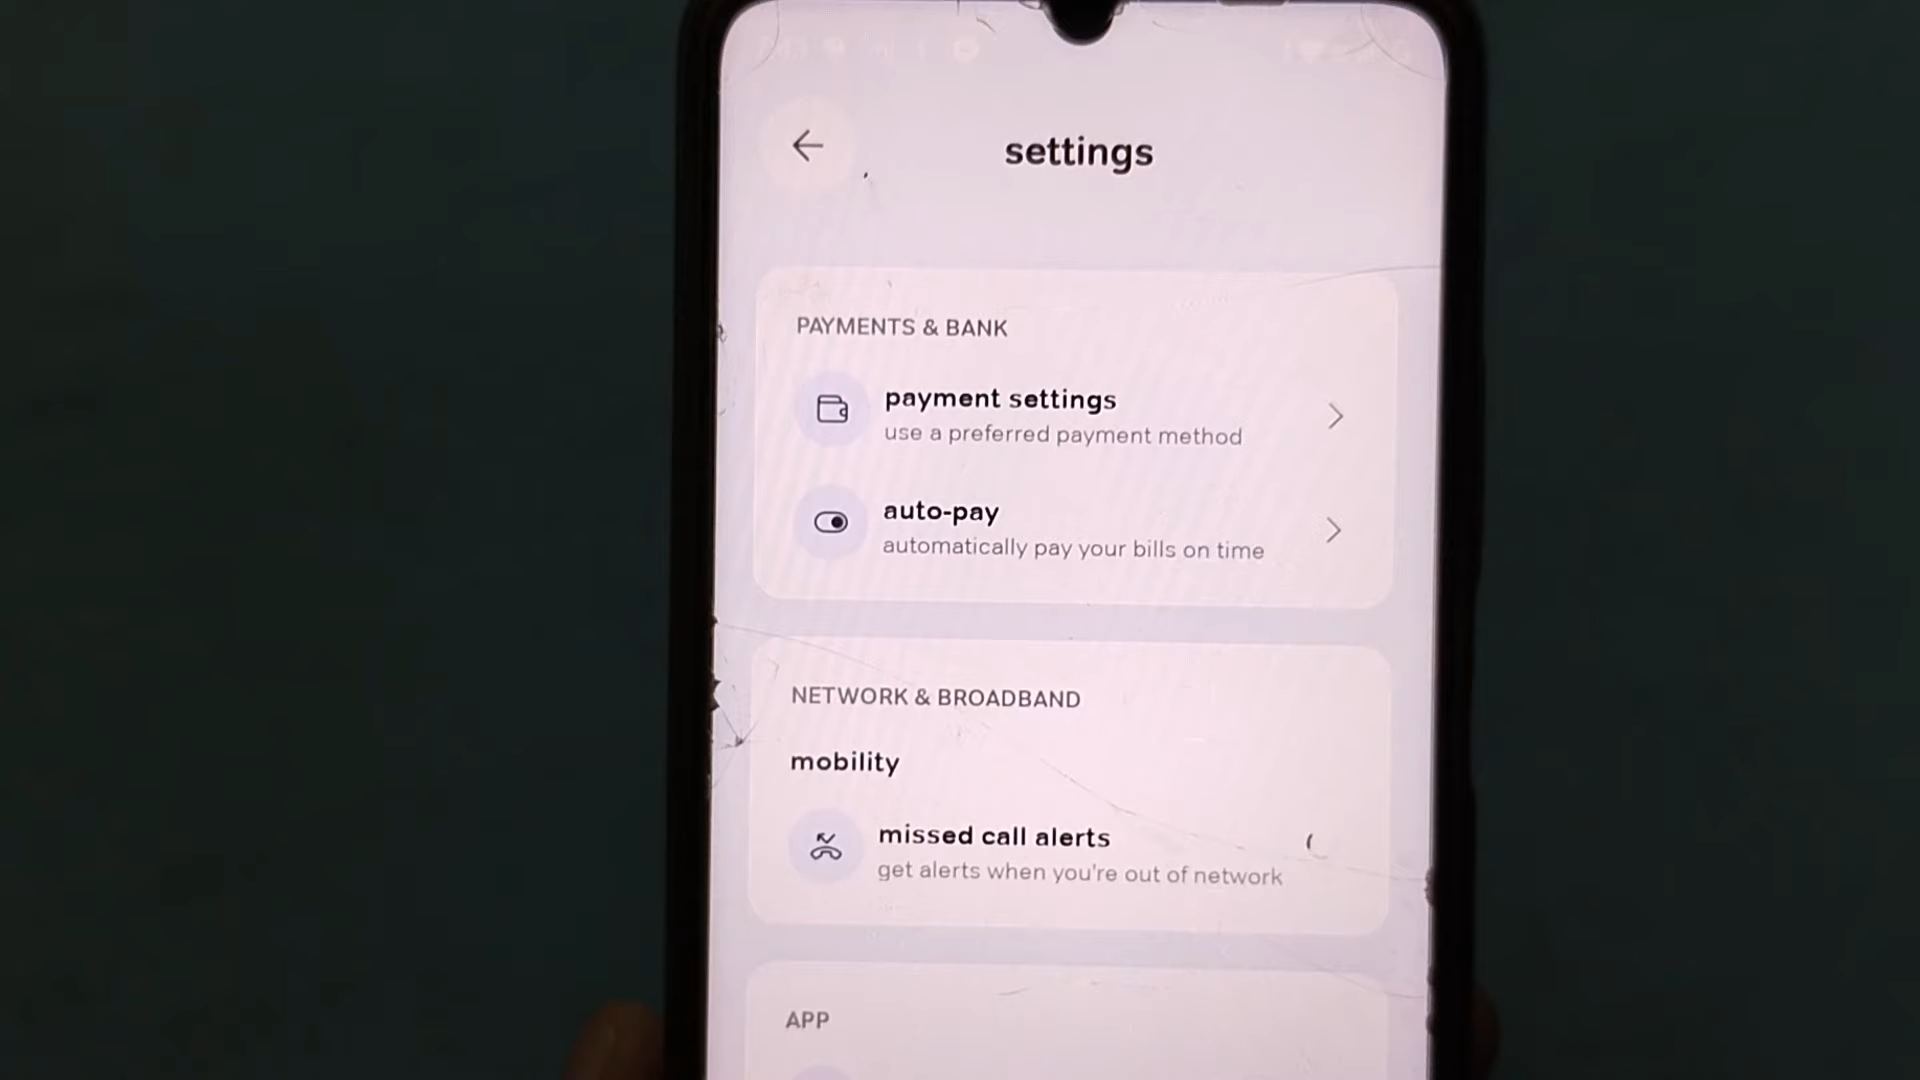 settings
PAYMENTS & BANK
payment settings
use a preferred payment method
auto-pay
automatically pay your bills on time
NETWORK & BROADBAND
mobility
missed call alerts
get alerts when you're out of network
APP